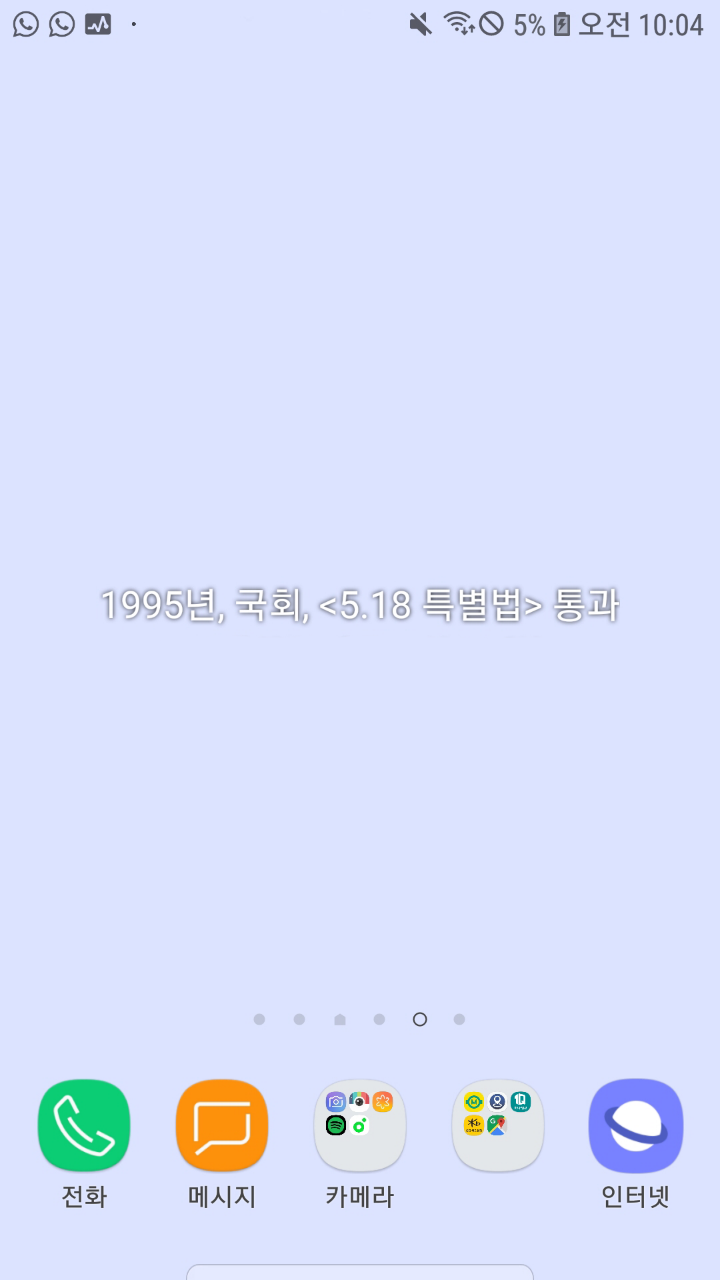 5% 오전 10:04
1995년, 국회, <5.18 특별법> 통과
전화 메시지 카메라 인터넷